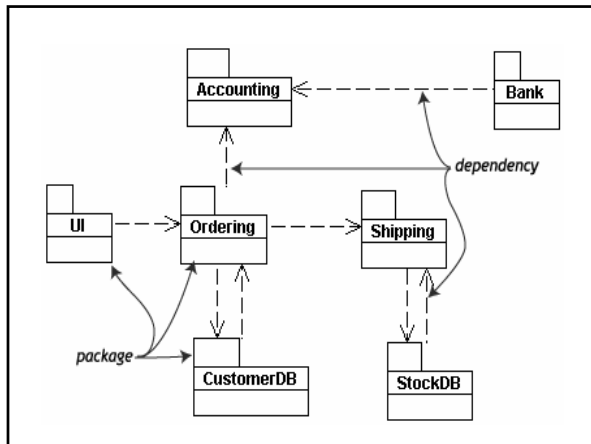 Accounting
Bank
dependency
UI
Ordering
Shipping
package
CustomerDB
StockDB